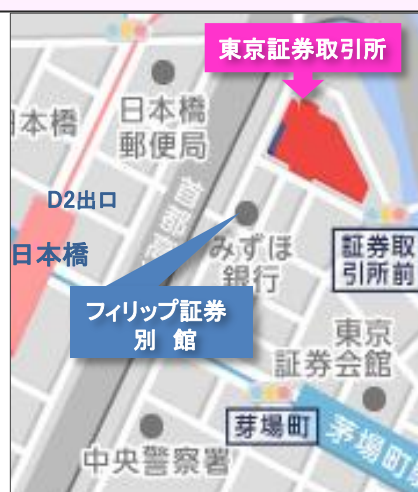 東京証券取引所
日本橋
郵便局
本橋
D2出口
日本橋
みずほ
銀行
証券取
引所前
フィリップ証券
別 館
東京
証券会館
茅場町
茅場町
中央警察署